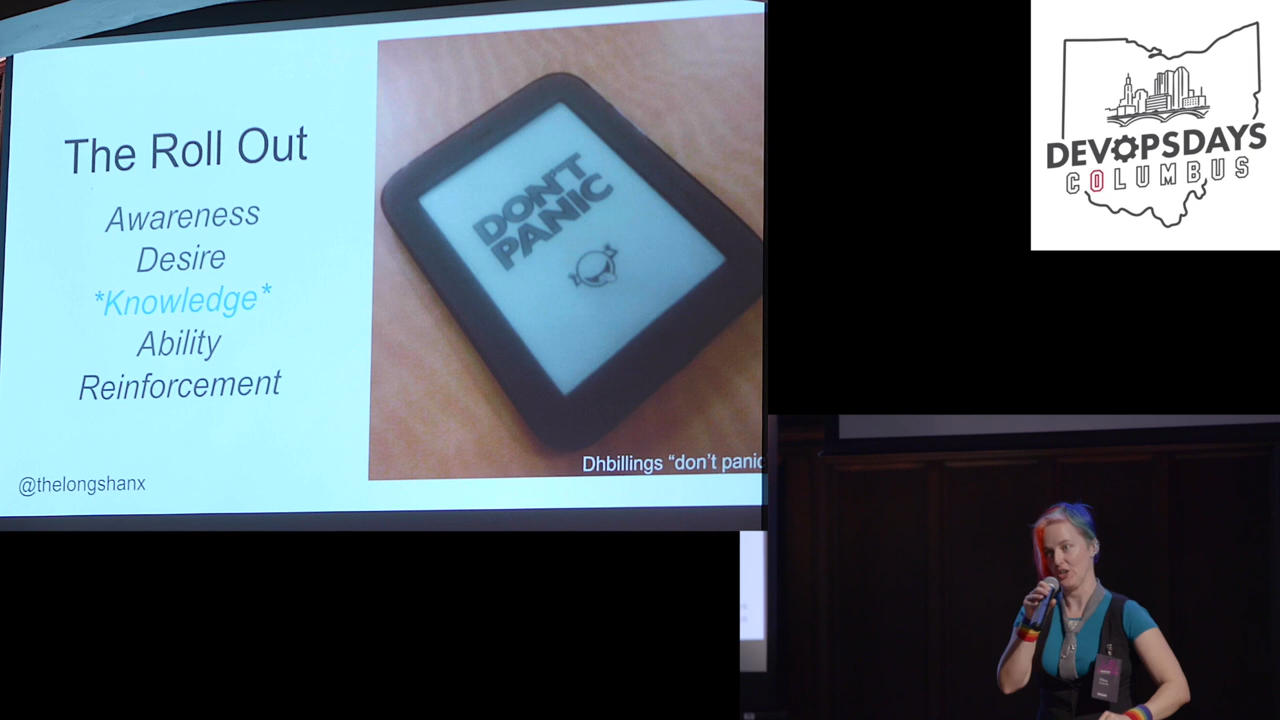 The Roll Out
Awareness
Desire
*Knowledge*
Ability
Reinforcement
@thelongshanx
DON'T
PANIC
Dhbillings “don't panic
DEVOPSDAYS
COLUMBUS